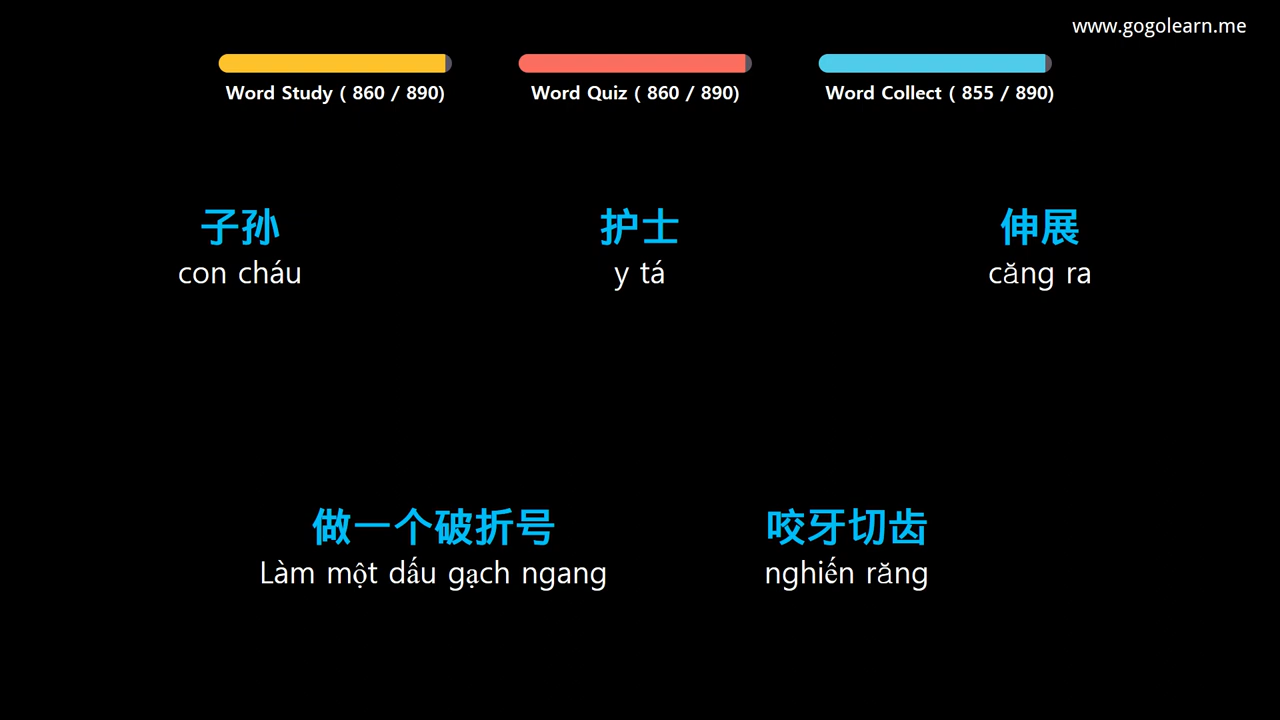 www.gogolearn.me
Word Study ( 860 / 890)
Word Quiz ( 860 / 890)
Word Collect ( 855 / 890)
子孙
con cháu
护士
y tá
伸展
căng ra
做一个破折号
Làm một dấu gạch ngang
咬牙切齿
nghiến răng